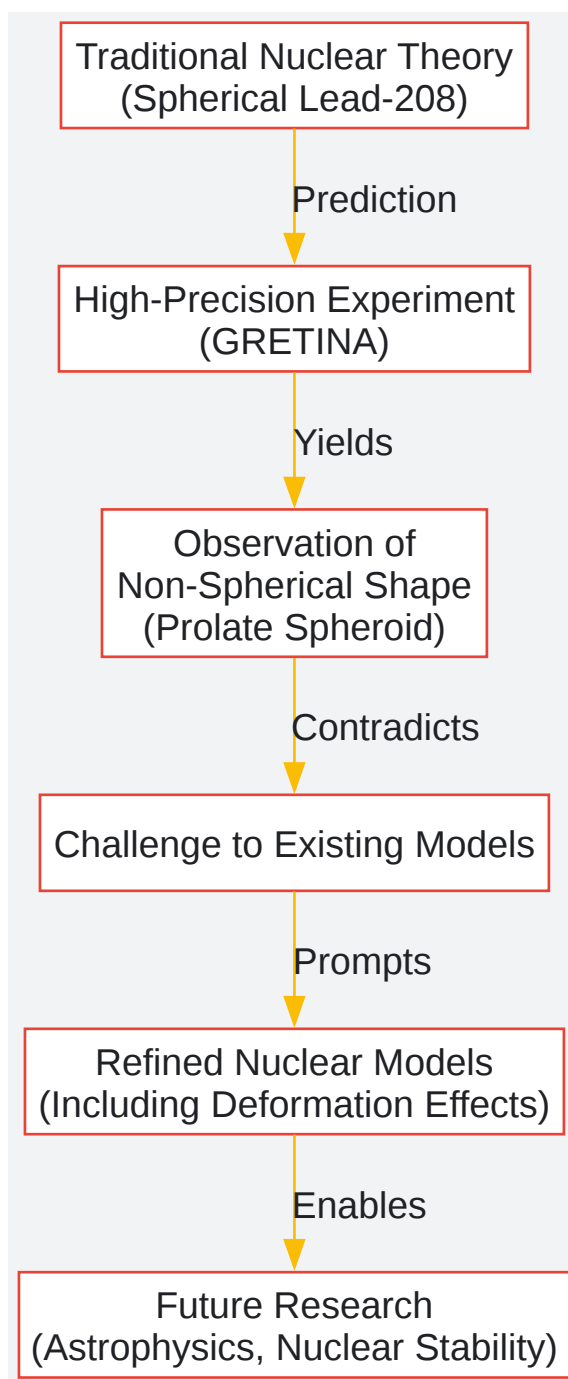 Traditional Nuclear Theory
(Spherical Lead-208)
Prediction
High-Precision Experiment
(GRETINA)
Yields
Observation of
Non-Spherical Shape
(Prolate Spheroid)
Contradicts
Challenge to Existing Models
Prompts
Refined Nuclear Models
(Including Deformation Effects)
Enables
Future Research
(Astrophysics, Nuclear Stability)